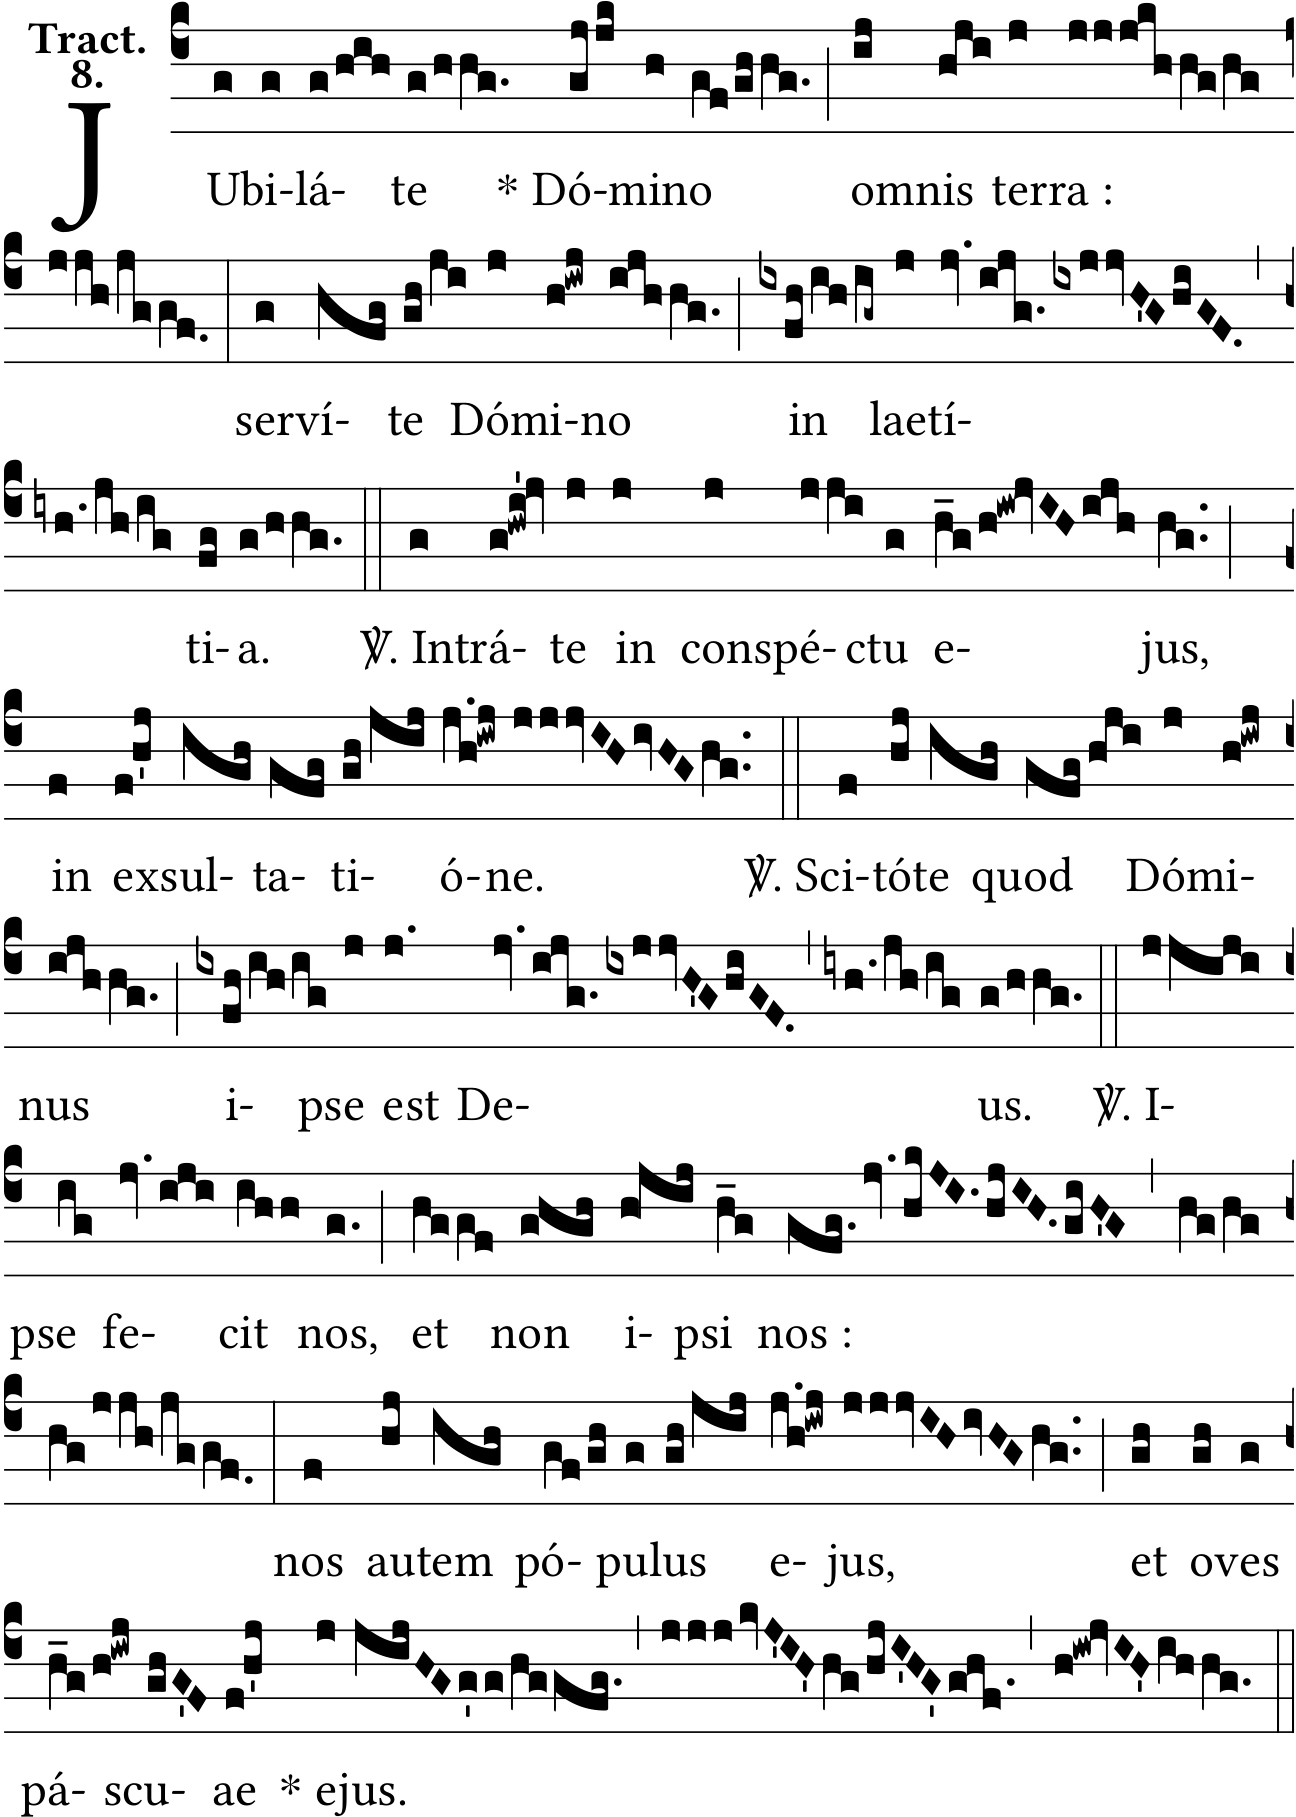 Tract.
8.
JUbi-lá- te * Dó-mino omnis terra :
serví- te Dómi-no in laetí-
ti-a. ℣. Intrá- te in conspé-ctu e- jus,
in exsul- ta- ti- ó-ne. ℣. Sci-tóte quod Dómi-
nus i- pse est De- us. ℣. I-
pse fe- cit nos, et non i- psi nos :
nos autem pó- pulus e- jus, et oves
pá- scu- ae * ejus.